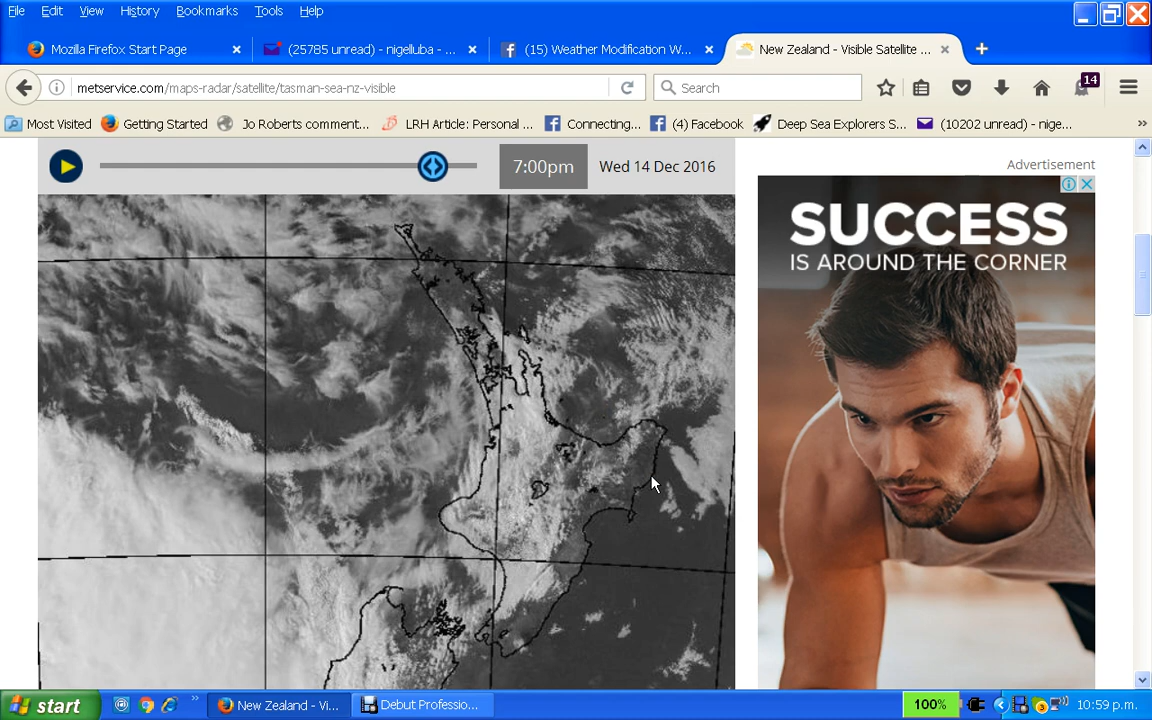 File Edit View History Bookmarks Tools Help
Mozilla Firefox Start Page
(25785 unread) - nigelluba - ...
(15) Weather Modification W...
New Zealand - Visible Satellite ...
metservice.com/maps-radar/satellite/tasman-sea-nz-visible
Search
14
Most Visited
Getting Started
Jo Roberts comment...
LRH Article: Personal ...
Connecting...
(4) Facebook
Deep Sea Explorers S...
(10202 unread) - nige...
7:00pm
Wed 14 Dec 2016
Advertisement
SUCCESS
IS AROUND THE CORNER
start
New Zealand - Vi...
Debut Professio...
100%
3
10:59 p.m.